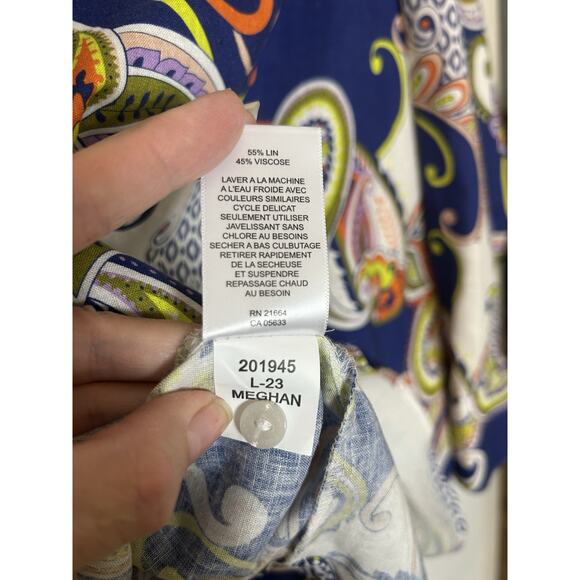 55% LIN
45% VISCOSE
LAVER A LA MACHINE
A L'EAU FROIDE AVEC
COULEURS SIMILAIRES
CYCLE DELICAT
SEULEMENT UTILISER
JAVELISSANT SANS
CHLORE AU BESOINS
SECHER A BAS CULBUTAGE
RETIRER RAPIDEMENT
DE LA SECHEUSE
ET SUSPENDRE
REPASSAGE CHAUD
AU BESOIN
RN 21664
CA 05633
201945
L-23
MEGHAN